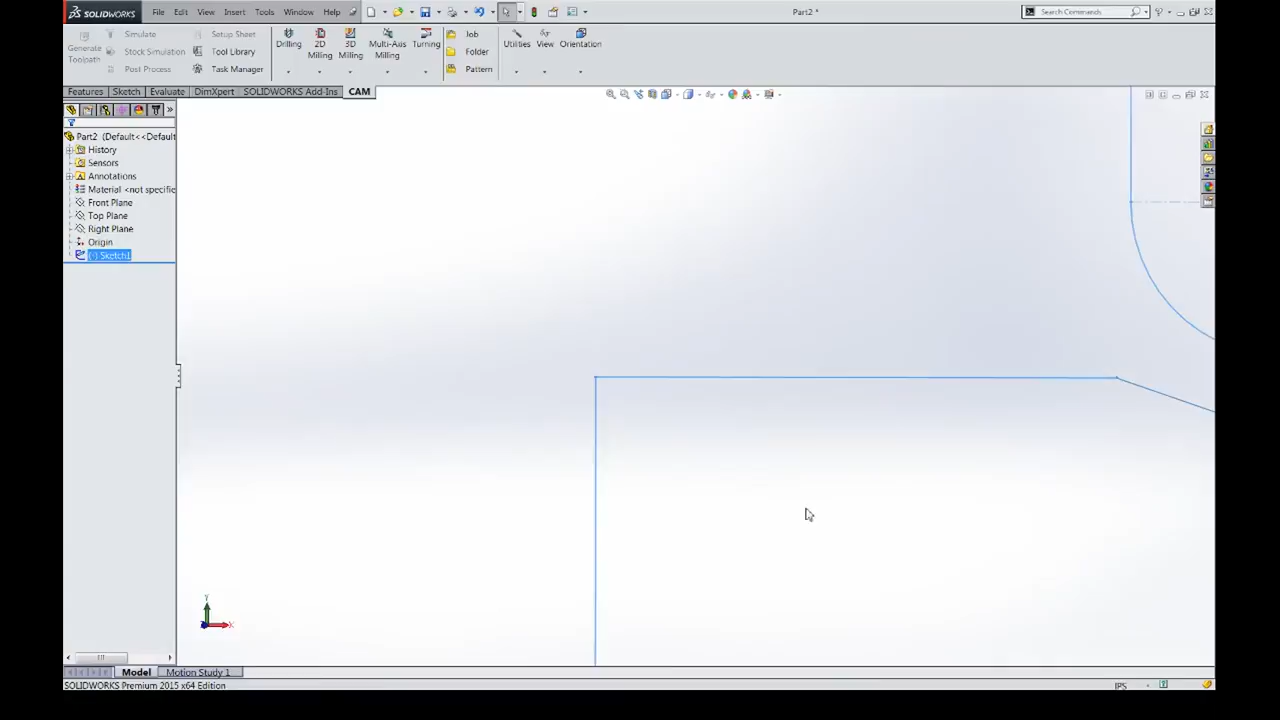 SOLIDWORKS File Edit View Insert Tools Window Help Part2 * Search Commands
Generate Toolpath Simulate Stock Simulation Post Process Setup Sheet Tool Library Task Manager Drilling 2D Milling 3D Milling Multi-Axis Milling Turning Job Folder Pattern Utilities View Orientation
Features Sketch Evaluate DimXpert SOLIDWORKS Add-Ins CAM
Part2 (Default<<Default
History
Sensors
Annotations
Material <not specifie
Front Plane
Top Plane
Right Plane
Origin
(-) Sketch1
Y
X
Model Motion Study 1
SOLIDWORKS Premium 2015 x64 Edition IPS